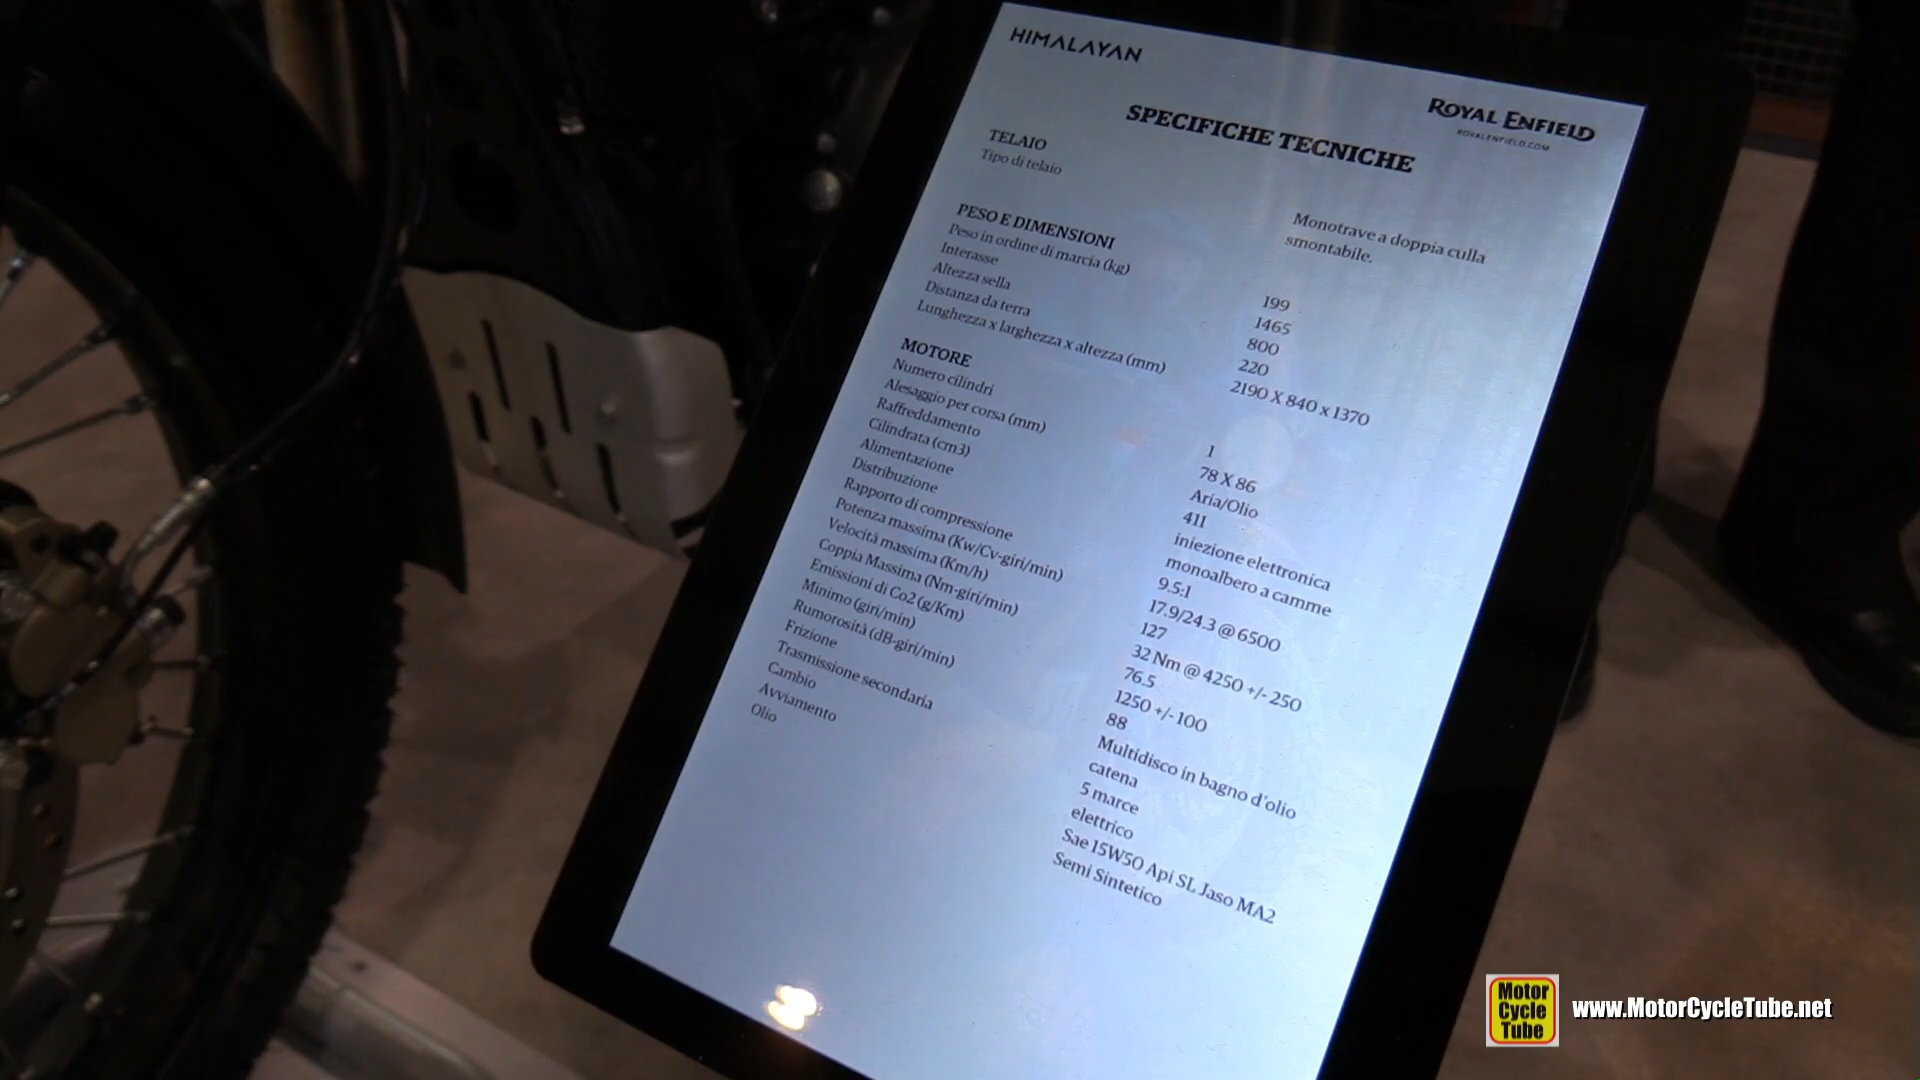 HIMALAYAN
ROYAL ENFIELD
ROYALENFIELD.COM
SPECIFICHE TECNICHE
TELAIO
Tipo di telaio
Monotrave a doppia culla
smontabile.
PESO E DIMENSIONI
Peso in ordine di marcia (kg)
199
Interasse
1465
Altezza sella
800
Distanza da terra
220
Lunghezza x larghezza x altezza (mm)
2190 X 840 x 1370
MOTORE
Numero cilindri
1
Alesaggio per corsa (mm)
78 X 86
Raffreddamento
Aria/Olio
Cilindrata (cm3)
411
Alimentazione
iniezione elettronica
Distribuzione
monoalbero a camme
Rapporto di compressione
9.5:1
Potenza massima (Kw/Cv-giri/min)
17.9/24.3 @ 6500
Velocità massima (Km/h)
127
Coppia Massima (Nm-giri/min)
32 Nm @ 4250 +/- 250
Emissioni di Co2 (g/Km)
76.5
Minimo (giri/min)
1250 +/- 100
Rumorosità (dB-giri/min)
88
Frizione
Multidisco in bagno d'olio
Trasmissione secondaria
catena
Cambio
5 marce
Avviamento
elettrico
Olio
Sae 15W50 Api SL Jaso MA2
Semi Sintetico
Motor
Cycle
Tube
www.MotorCycleTube.net